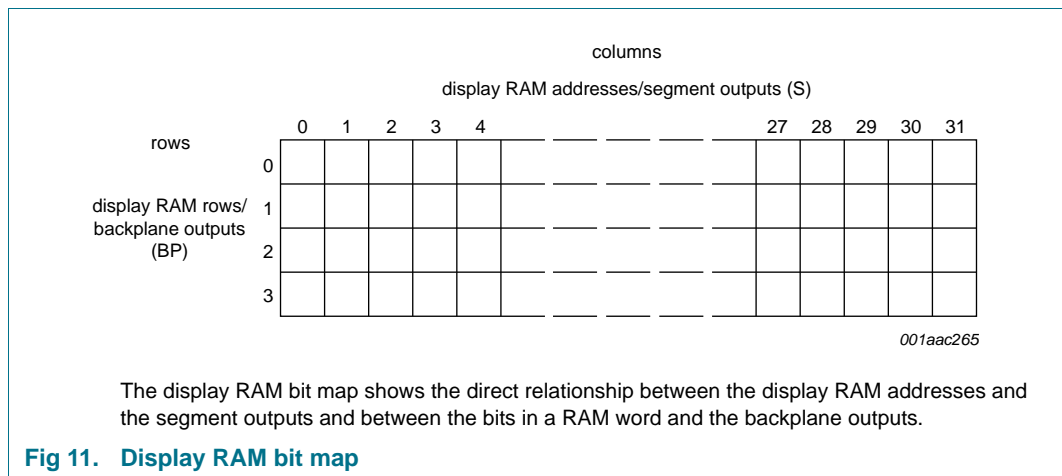 columns
display RAM addresses/segment outputs (S)
0 1 2 3 4 27 28 29 30 31
rows
0
display RAM rows/
backplane outputs
(BP)
1
2
3
001aac265
The display RAM bit map shows the direct relationship between the display RAM addresses and
the segment outputs and between the bits in a RAM word and the backplane outputs.
Fig 11. Display RAM bit map